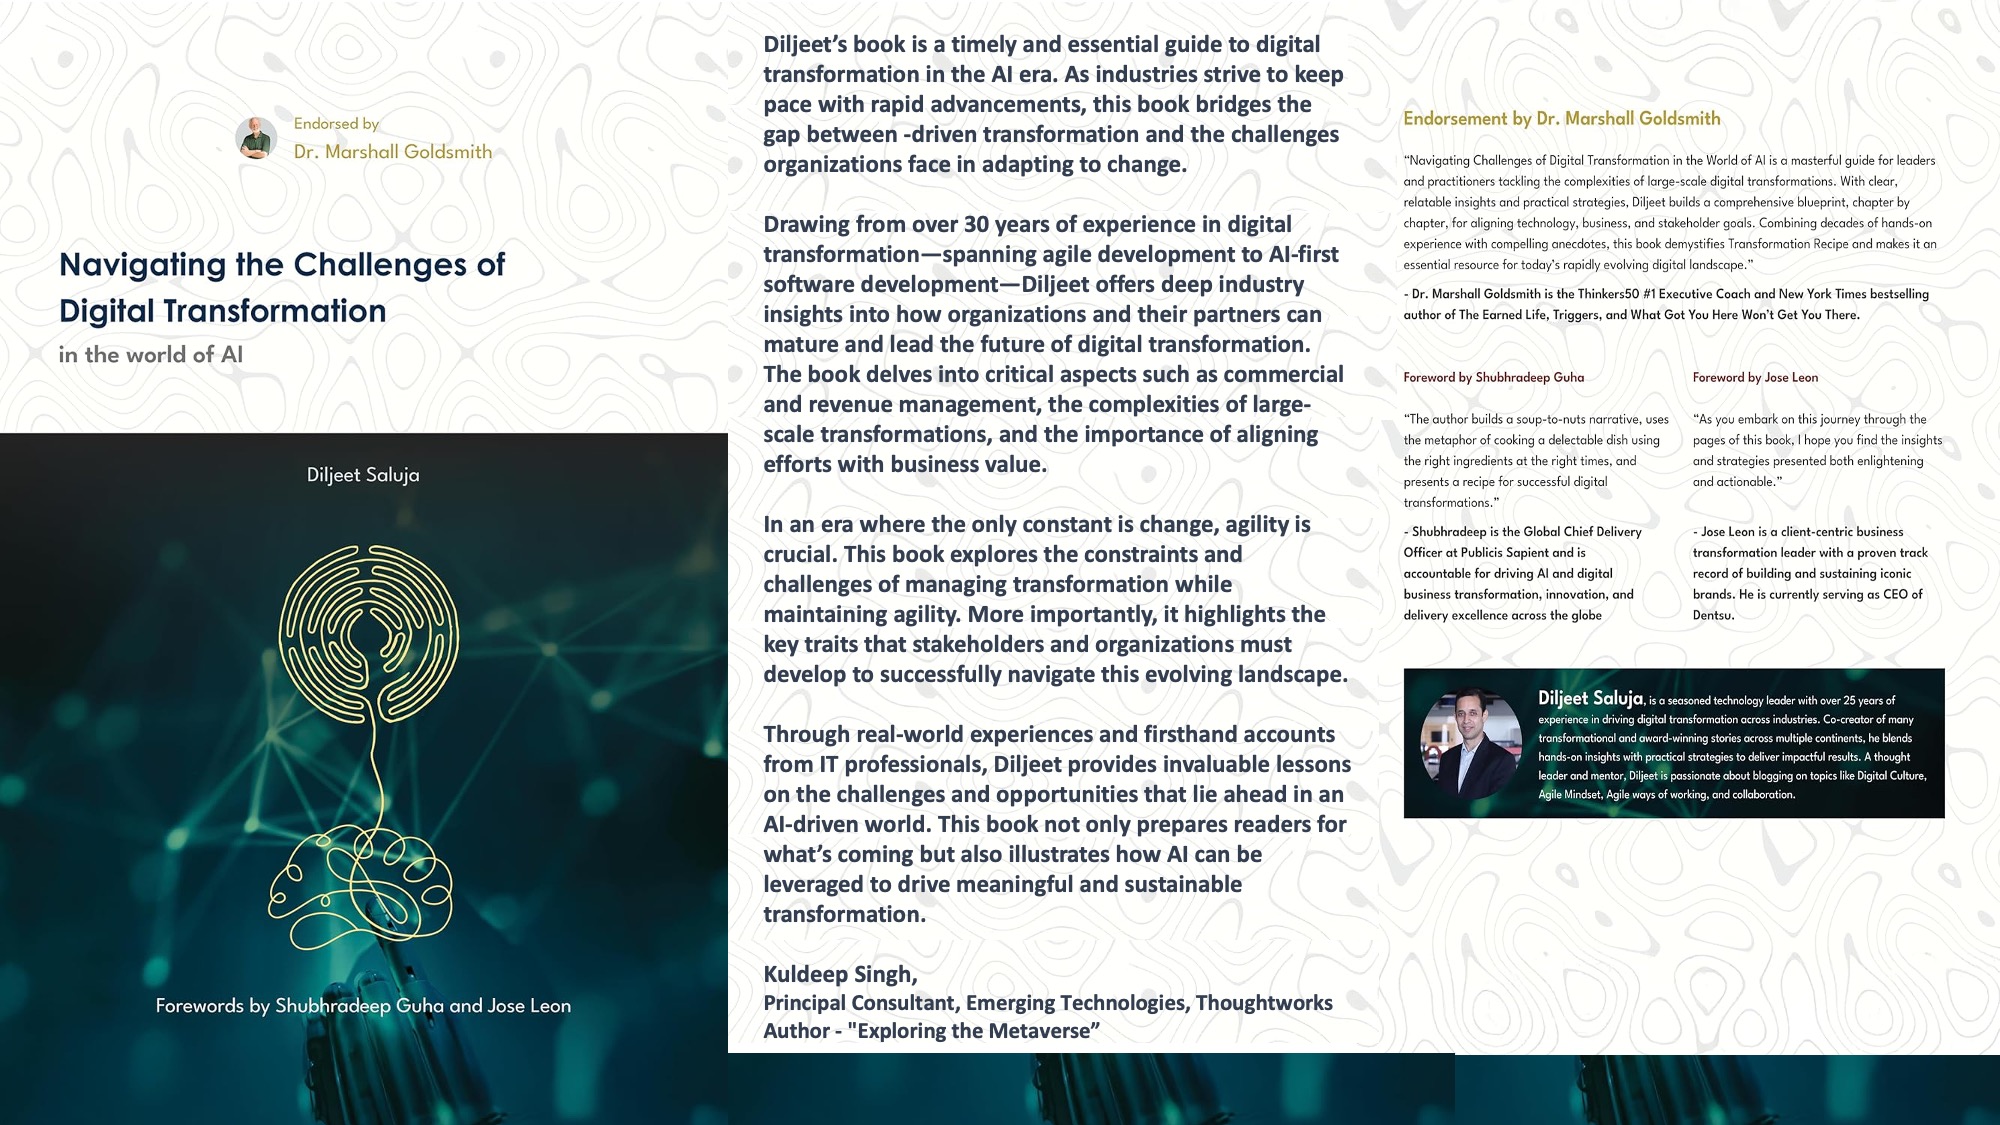 Endorsed by
Dr. Marshall Goldsmith
Navigating the Challenges of
Digital Transformation
in the world of AI
Diljeet Saluja
Forewords by Shubhradeep Guha and Jose Leon
Diljeet’s book is a timely and essential guide to digital
transformation in the AI era. As industries strive to keep
pace with rapid advancements, this book bridges the
gap between -driven transformation and the challenges
organizations face in adapting to change.
Drawing from over 30 years of experience in digital
transformation—spanning agile development to AI-first
software development—Diljeet offers deep industry
insights into how organizations and their partners can
mature and lead the future of digital transformation.
The book delves into critical aspects such as commercial
and revenue management, the complexities of large-
scale transformations, and the importance of aligning
efforts with business value.
In an era where the only constant is change, agility is
crucial. This book explores the constraints and
challenges of managing transformation while
maintaining agility. More importantly, it highlights the
key traits that stakeholders and organizations must
develop to successfully navigate this evolving landscape.
Through real-world experiences and firsthand accounts
from IT professionals, Diljeet provides invaluable lessons
on the challenges and opportunities that lie ahead in an
AI-driven world. This book not only prepares readers for
what’s coming but also illustrates how AI can be
leveraged to drive meaningful and sustainable
transformation.
Kuldeep Singh,
Principal Consultant, Emerging Technologies, Thoughtworks
Author - "Exploring the Metaverse”
Endorsement by Dr. Marshall Goldsmith
“Navigating Challenges of Digital Transformation in the World of AI is a masterful guide for leaders
and practitioners tackling the complexities of large-scale digital transformations. With clear,
relatable insights and practical strategies, Diljeet builds a comprehensive blueprint, chapter by
chapter, for aligning technology, business, and stakeholder goals. Combining decades of hands-on
experience with compelling anecdotes, this book demystifies Transformation Recipe and makes it an
essential resource for today’s rapidly evolving digital landscape.”
- Dr. Marshall Goldsmith is the Thinkers50 #1 Executive Coach and New York Times bestselling
author of The Earned Life, Triggers, and What Got You Here Won’t Get You There.
Foreword by Shubhradeep Guha
“The author builds a soup-to-nuts narrative, uses
the metaphor of cooking a delectable dish using
the right ingredients at the right times, and
presents a recipe for successful digital
transformations.”
- Shubhradeep is the Global Chief Delivery
Officer at Publicis Sapient and is
accountable for driving AI and digital
business transformation, innovation, and
delivery excellence across the globe
Foreword by Jose Leon
“As you embark on this journey through the
pages of this book, I hope you find the insights
and strategies presented both enlightening
and actionable.”
- Jose Leon is a client-centric business
transformation leader with a proven track
record of building and sustaining iconic
brands. He is currently serving as CEO of
Dentsu.
Diljeet Saluja, is a seasoned technology leader with over 25 years of
experience in driving digital transformation across industries. Co-creator of many
transformational and award-winning stories across multiple continents, he blends
hands-on insights with practical strategies to deliver impactful results. A thought
leader and mentor, Diljeet is passionate about blogging on topics like Digital Culture,
Agile Mindset, Agile ways of working, and collaboration.